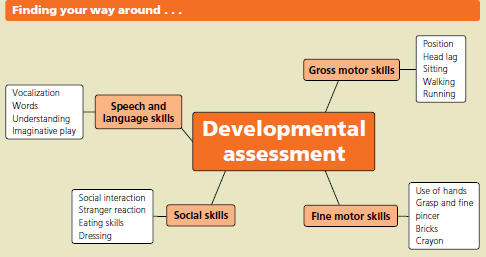 Finding your way around . . .
Position
Head lag
Sitting
Walking
Running
Gross motor skills
Vocalization
Words
Understanding
Imaginative play
Speech and
language skills
Developmental
assessment
Social interaction
Stranger reaction
Eating skills
Dressing
Social skills
Fine motor skills
Use of hands
Grasp and fine
pincer
Bricks
Crayon